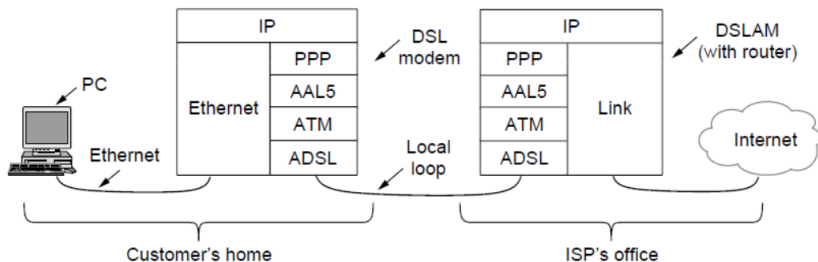 IP
PPP
AAL5
ATM
ADSL
Ethernet
DSL
modem
IP
PPP
AAL5
ATM
ADSL
Link
DSLAM
(with router)
PC
Ethernet
Local
loop
Internet
Customer's home
ISP's office